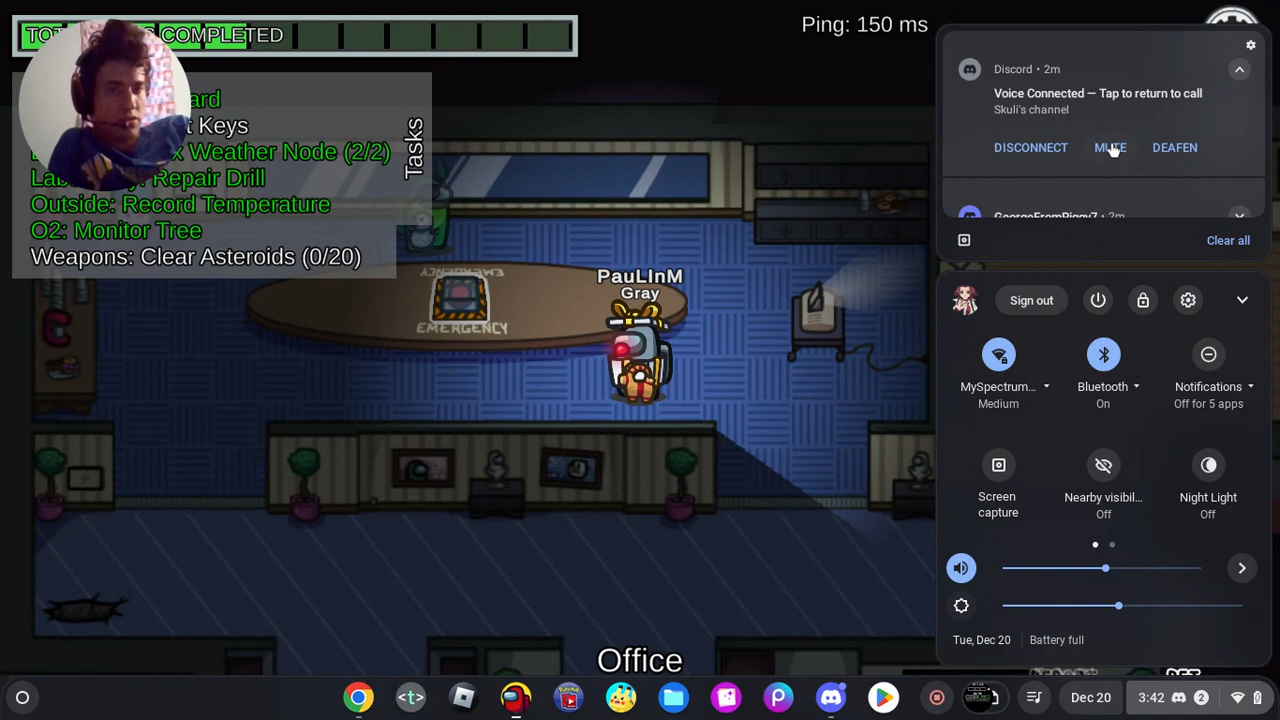 COMPLETED
Ping: 150 ms
Keys
Weather Node (2/2)
Repair Drill
Outside: Record Temperature
O2: Monitor Tree
Weapons: Clear Asteroids (0/20)
Tasks
EMERGENCY
EMERGENCY
PauLInM
Gray
Office
Discord • 2m
Voice Connected — Tap to return to call
Skuli's channel
DISCONNECT MUTE DEAFEN
GeorgeFromPiggy7 • 2m
Clear all
Sign out
MySpectrum... Bluetooth Notifications
Medium On Off for 5 apps
Screen capture
Nearby visibil...
Off
Night Light
Off
Tue, Dec 20 Battery full
<t>
Dec 20 3:42 2